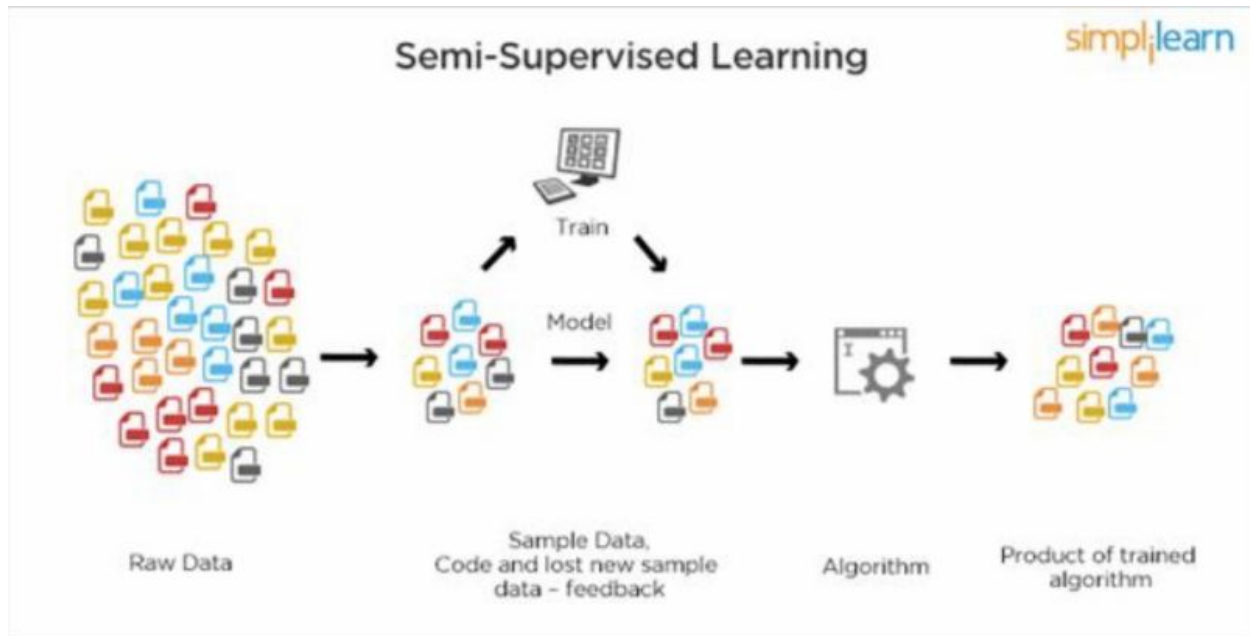 simplilearn
Semi-Supervised Learning
Train
Model
Raw Data
Sample Data,
Code and lost new sample
data – feedback
Algorithm
Product of trained
algorithm